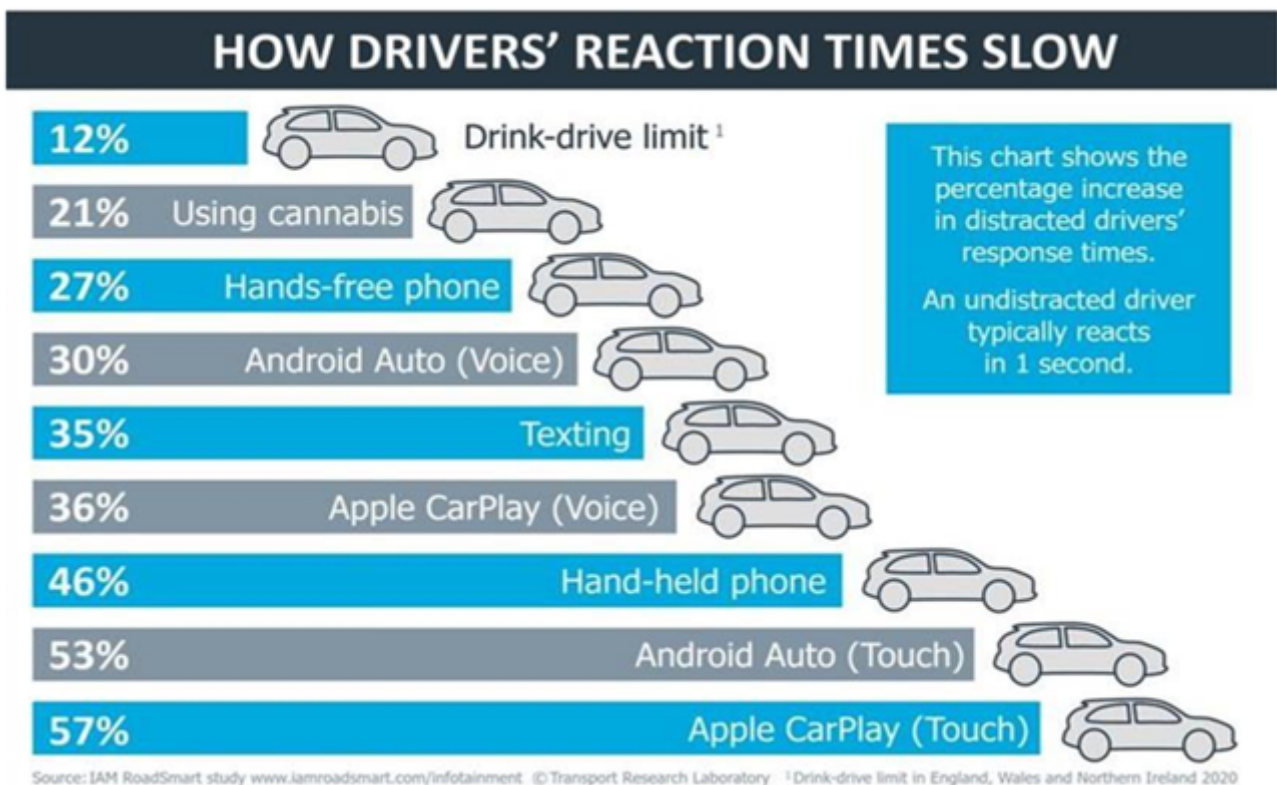 HOW DRIVERS' REACTION TIMES SLOW
12% Drink-drive limit ¹
21% Using cannabis
27% Hands-free phone
30% Android Auto (Voice)
35% Texting
36% Apple CarPlay (Voice)
46% Hand-held phone
53% Android Auto (Touch)
57% Apple CarPlay (Touch)
This chart shows the
percentage increase
in distracted drivers'
response times.
An undistracted driver
typically reacts
in 1 second.
Source: IAM RoadSmart study www.iamroadsmart.com/infotainment © Transport Research Laboratory ¹ Drink-drive limit in England, Wales and Northern Ireland 2020